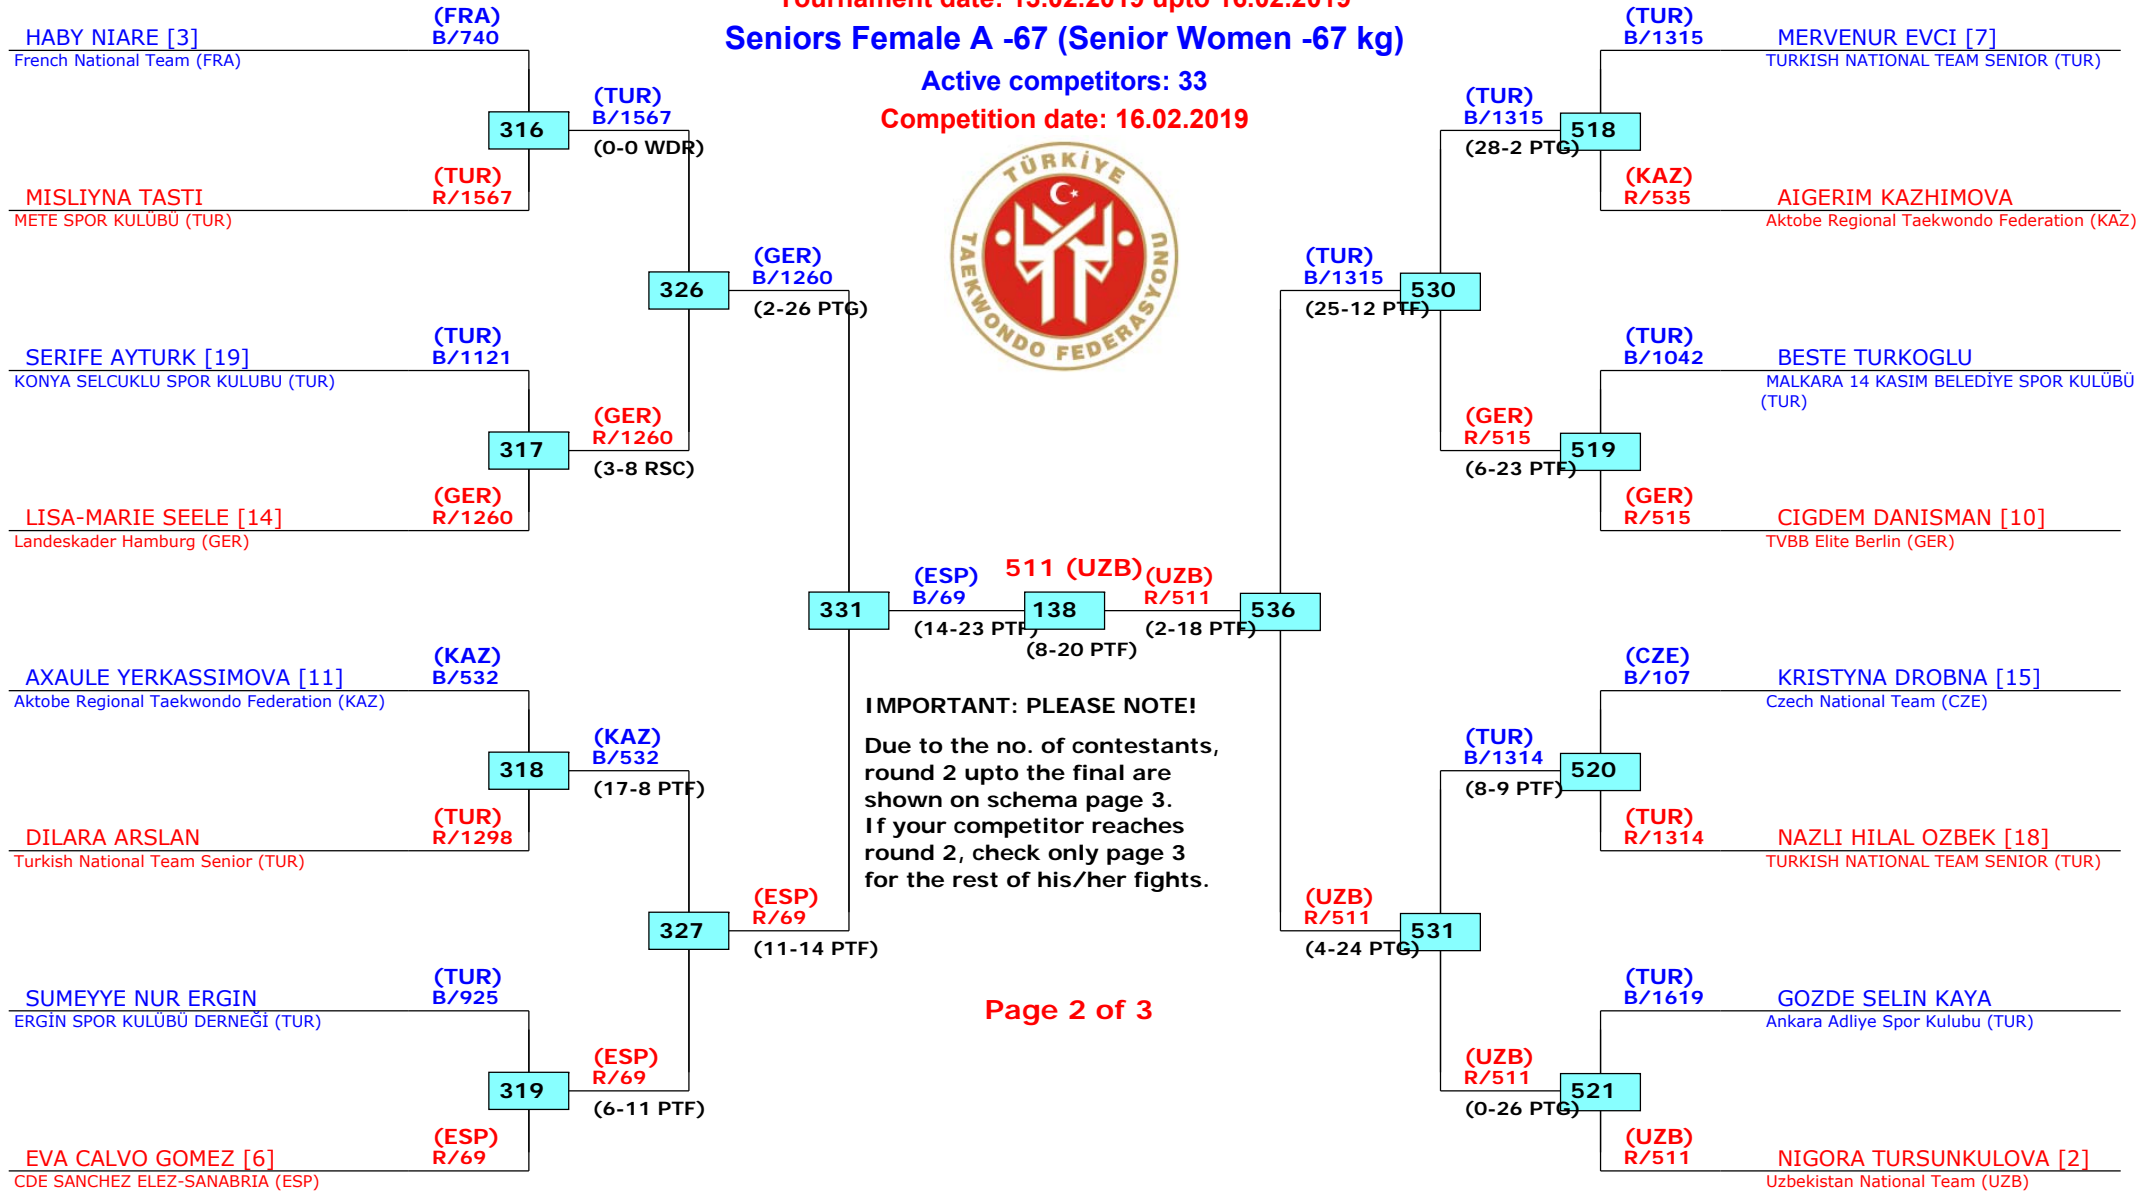 Tournament date: 13.02.2019 upto 16.02.2019
Seniors Female A -67 (Senior Women -67 kg)
Active competitors: 33
Competition date: 16.02.2019
TÜRKİYE
TAEKWONDO FEDERASYONU
HABY NIARE [3]
(FRA)
B/740
French National Team (FRA)
316
(TUR)
B/1567
(0-0 WDR)
MISLIYNA TASTI
(TUR)
R/1567
METE SPOR KULÜBÜ (TUR)
326
(GER)
B/1260
(2-26 PTG)
SERIFE AYTURK [19]
(TUR)
B/1121
KONYA SELCUKLU SPOR KULUBU (TUR)
317
(GER)
R/1260
(3-8 RSC)
LISA-MARIE SEELE [14]
(GER)
R/1260
Landeskader Hamburg (GER)
331
(ESP)
B/69
(14-23 PTF)
511 (UZB)
138
(8-20 PTF)
(UZB)
R/511
(2-18 PTF)
536
AXAULE YERKASSIMOVA [11]
(KAZ)
B/532
Aktobe Regional Taekwondo Federation (KAZ)
318
(KAZ)
B/532
(17-8 PTF)
DILARA ARSLAN
(TUR)
R/1298
Turkish National Team Senior (TUR)
327
(ESP)
R/69
(11-14 PTF)
SUMEYYE NUR ERGIN
(TUR)
B/925
ERGİN SPOR KULÜBÜ DERNEĞİ (TUR)
319
(ESP)
R/69
(6-11 PTF)
EVA CALVO GOMEZ [6]
(ESP)
R/69
CDE SANCHEZ ELEZ-SANABRIA (ESP)
IMPORTANT: PLEASE NOTE!
Due to the no. of contestants,
round 2 upto the final are
shown on schema page 3.
If your competitor reaches
round 2, check only page 3
for the rest of his/her fights.
Page 2 of 3
(TUR)
B/1315
MERVENUR EVCI [7]
TURKISH NATIONAL TEAM SENIOR (TUR)
(TUR)
B/1315
518
(28-2 PTG)
(KAZ)
R/535
AIGERIM KAZHIMOVA
Aktobe Regional Taekwondo Federation (KAZ)
(TUR)
B/1315
530
(25-12 PTF)
(TUR)
B/1042
BESTE TURKOGLU
MALKARA 14 KASIM BELEDİYE SPOR KULÜBÜ
(TUR)
(GER)
R/515
519
(6-23 PTF)
(GER)
R/515
CIGDEM DANISMAN [10]
TVBB Elite Berlin (GER)
(CZE)
B/107
KRISTYNA DROBNA [15]
Czech National Team (CZE)
(TUR)
B/1314
520
(8-9 PTF)
(TUR)
R/1314
NAZLI HILAL OZBEK [18]
TURKISH NATIONAL TEAM SENIOR (TUR)
(UZB)
R/511
531
(4-24 PTG)
(TUR)
B/1619
GOZDE SELIN KAYA
Ankara Adliye Spor Kulubu (TUR)
(UZB)
R/511
521
(0-26 PTG)
(UZB)
R/511
NIGORA TURSUNKULOVA [2]
Uzbekistan National Team (UZB)